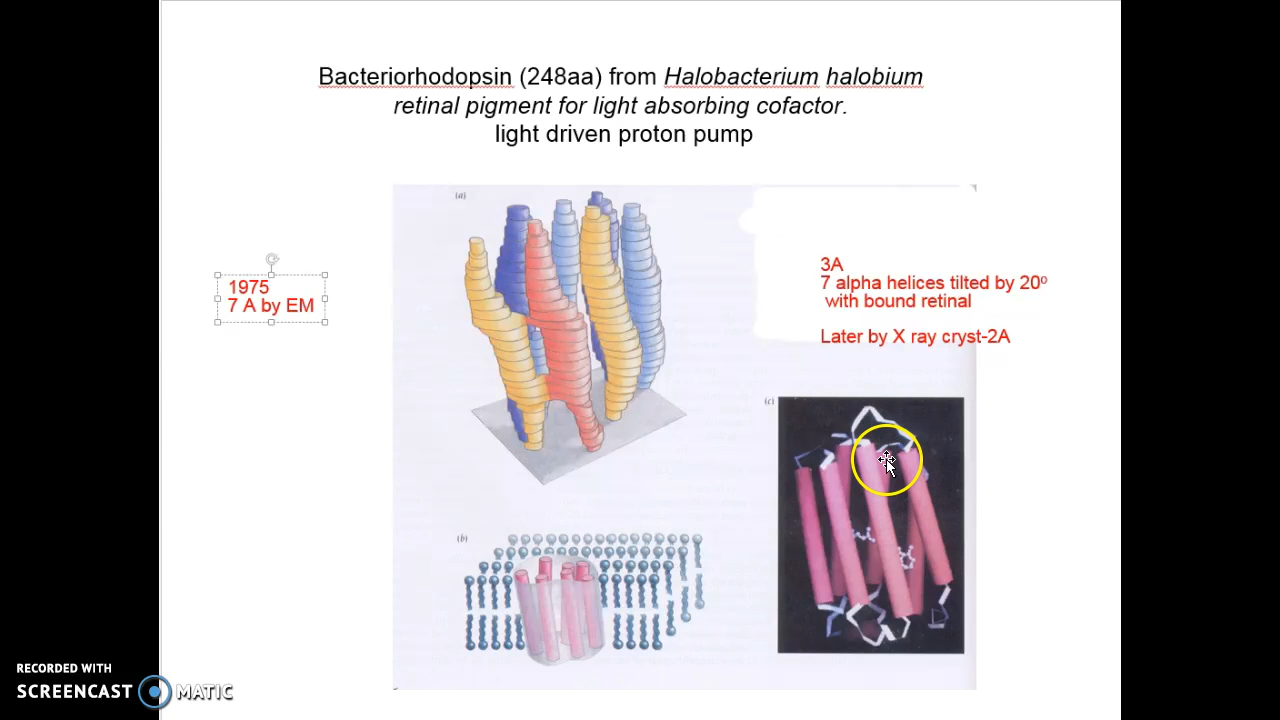 Bacteriorhodopsin (248aa) from Halobacterium halobium
retinal pigment for light absorbing cofactor.
light driven proton pump
(a)
1975
7 A by EM
3A
7 alpha helices tilted by 20º
with bound retinal
Later by X ray cryst-2A
(c)
(b)
RECORDED WITH
SCREENCAST MATIC